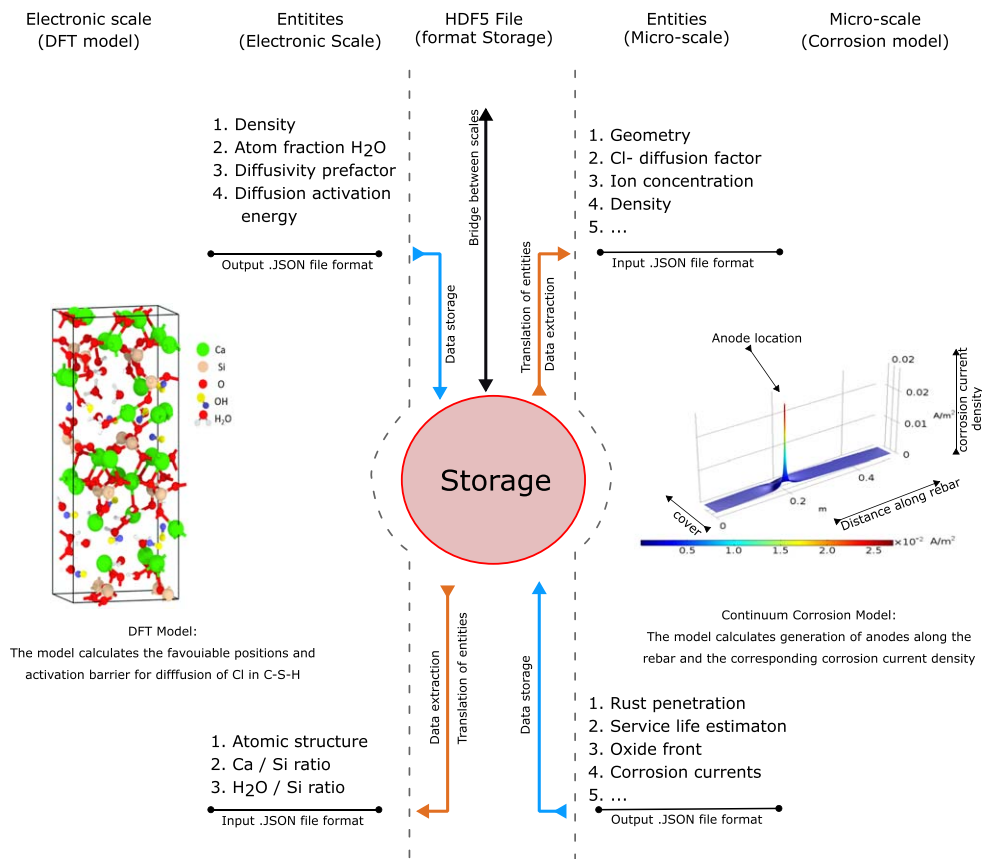 Electronic scale
(DFT model)
Entitites
(Electronic Scale)
HDF5 File
(format Storage)
Entities
(Micro-scale)
Micro-scale
(Corrosion model)
1. Density
2. Atom fraction H2O
3. Diffusivity prefactor
4. Diffusion activation
energy
Output .JSON file format
Bridge between scales
Data storage
Translation of entities
Data extraction
1. Geometry
2. Cl- diffusion factor
3. Ion concentration
4. Density
5. ...
Input .JSON file format
Ca
Si
O
OH
H2O
Storage
Anode location
0.02
0.02
A/m²
0.01
0
corrosion current
density
0.4
0.2
m
0
cover
Distance along rebar
0.5
1.0
1.5
2.0
2.5
×10⁻² A/m²
DFT Model:
The model calculates the favouiable positions and
activation barrier for difffusion of Cl in C-S-H
Continuum Corrosion Model:
The model calculates generation of anodes along the
rebar and the corresponding corrosion current density
Data extraction
Translation of entities
Data storage
1. Atomic structure
2. Ca / Si ratio
3. H2O / Si ratio
Input .JSON file format
1. Rust penetration
2. Service life estimaton
3. Oxide front
4. Corrosion currents
5. ...
Output .JSON file format